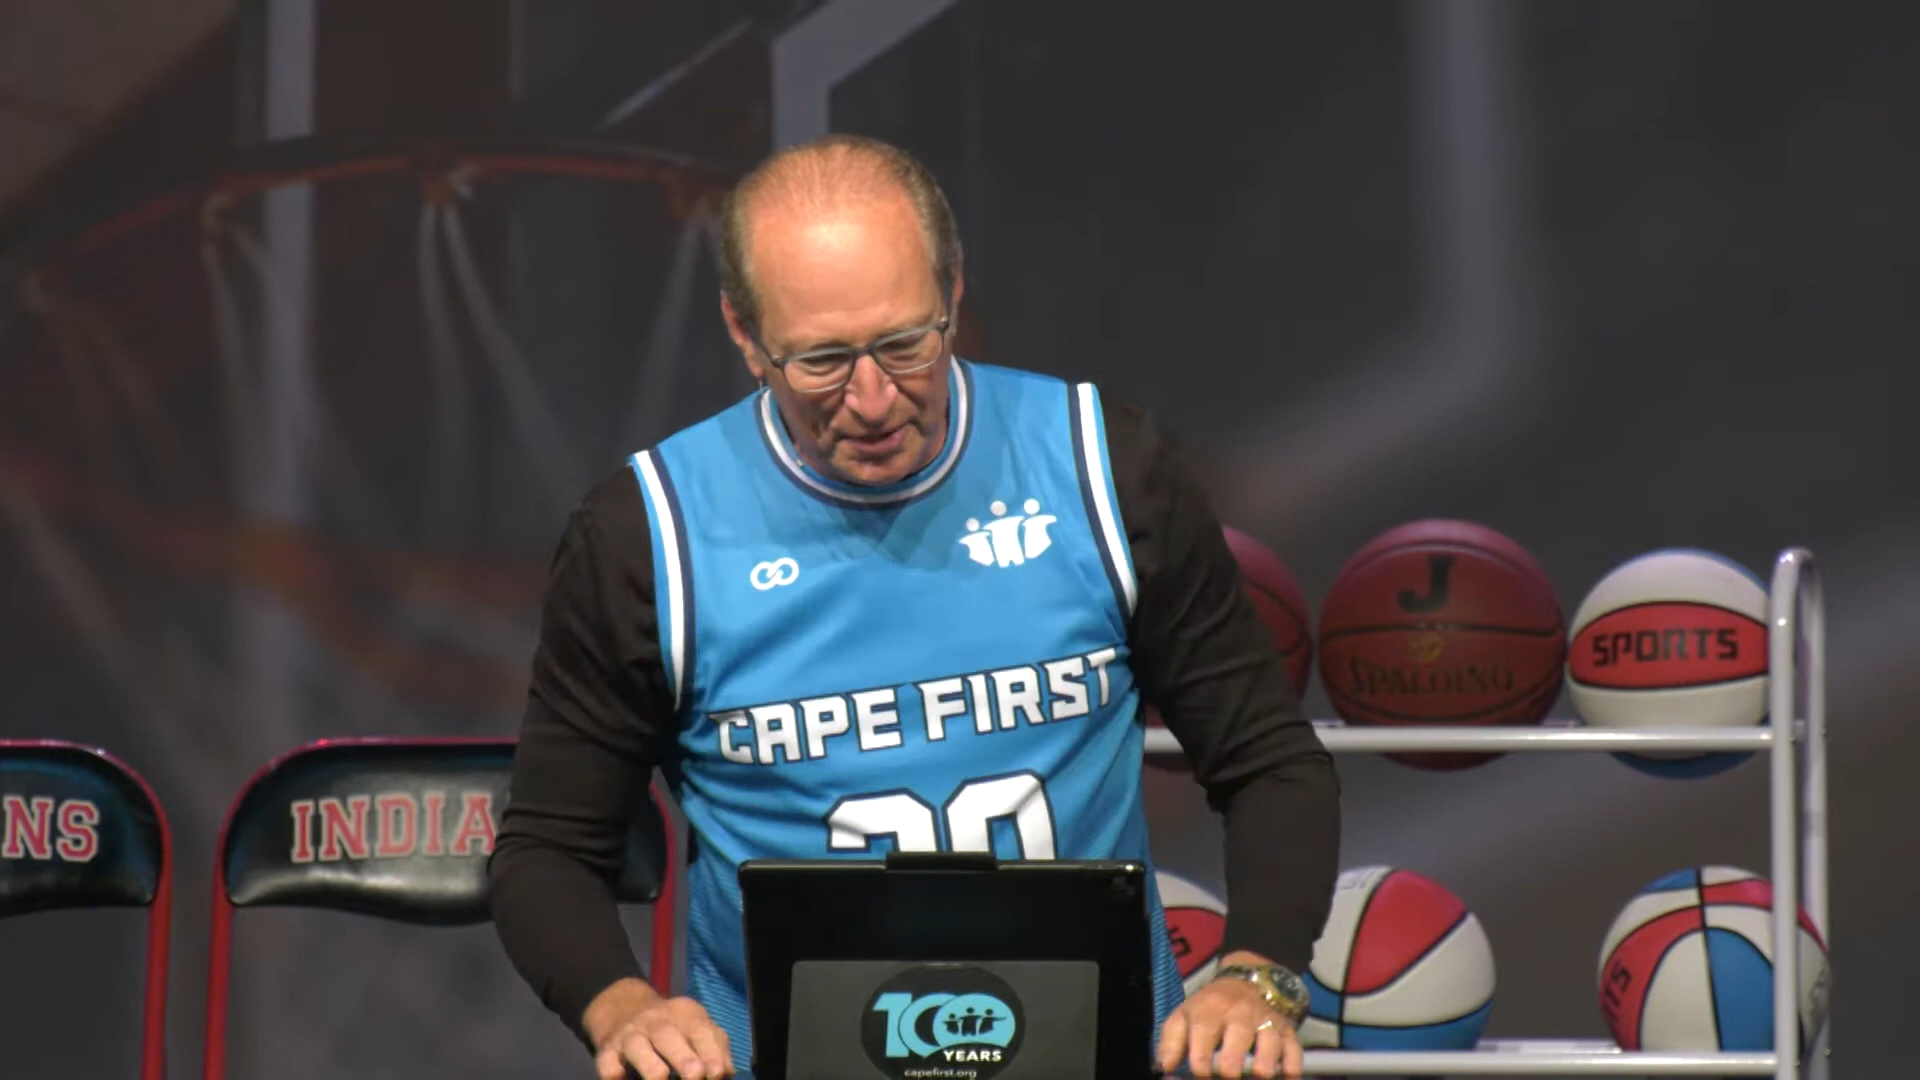 J
SPALDING
SPORTS
CAPE FIRST
NS
INDIA
100
YEARS
capefirst.org